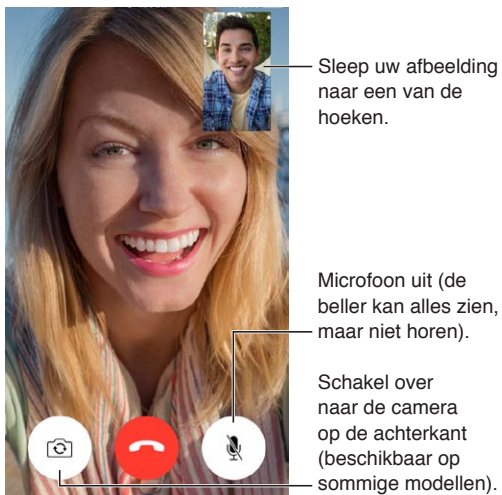 Sleep uw afbeelding
naar een van de
hoeken.
Microfoon uit (de
beller kan alles zien,
maar niet horen).
Schakel over
naar de camera
op de achterkant
(beschikbaar op
sommige modellen).